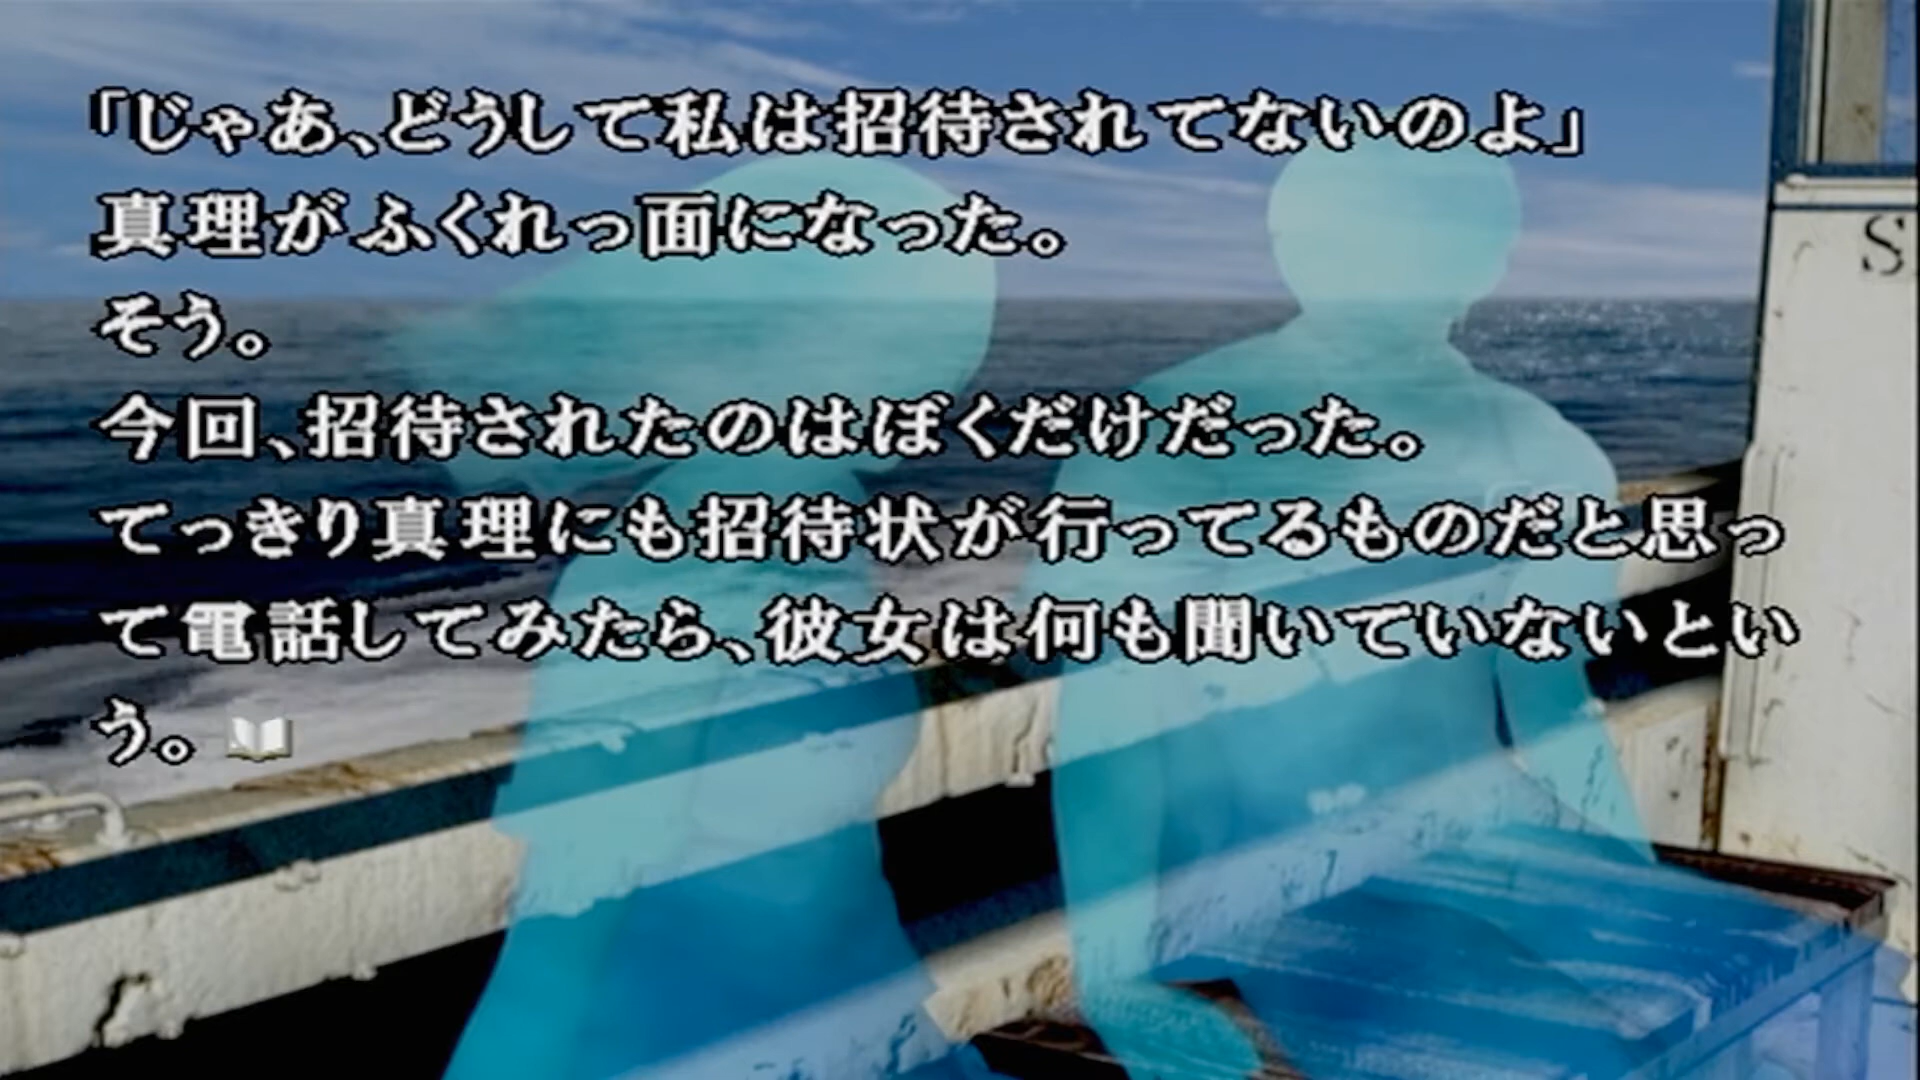 「じゃあ、どうして私は招待されてないのよ」
真理がふくれっ面になった。
そう。
今回、招待されたのはぼくだけだった。
てっきり真理にも招待状が行ってるものだと思っ
て電話してみたら、彼女は何も聞いていないとい
う。
S